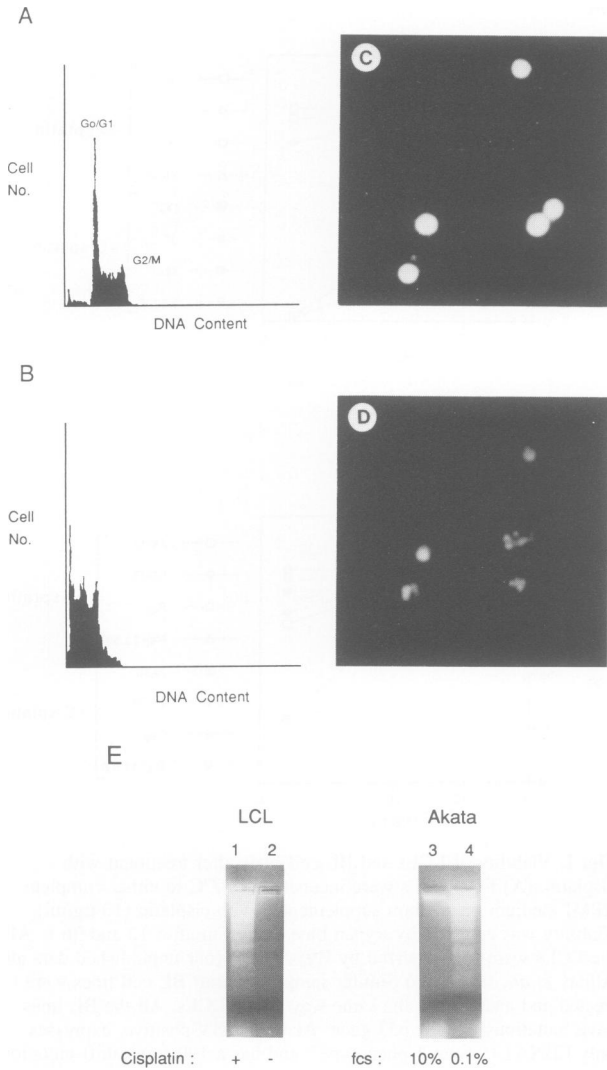 A
C
Go/G1
Cell
No.
G2/M
DNA Content
B
D
Cell
No.
DNA Content
E
LCL
Akata
1 2
3 4
Cisplatin : + -
fcs : 10% 0.1%